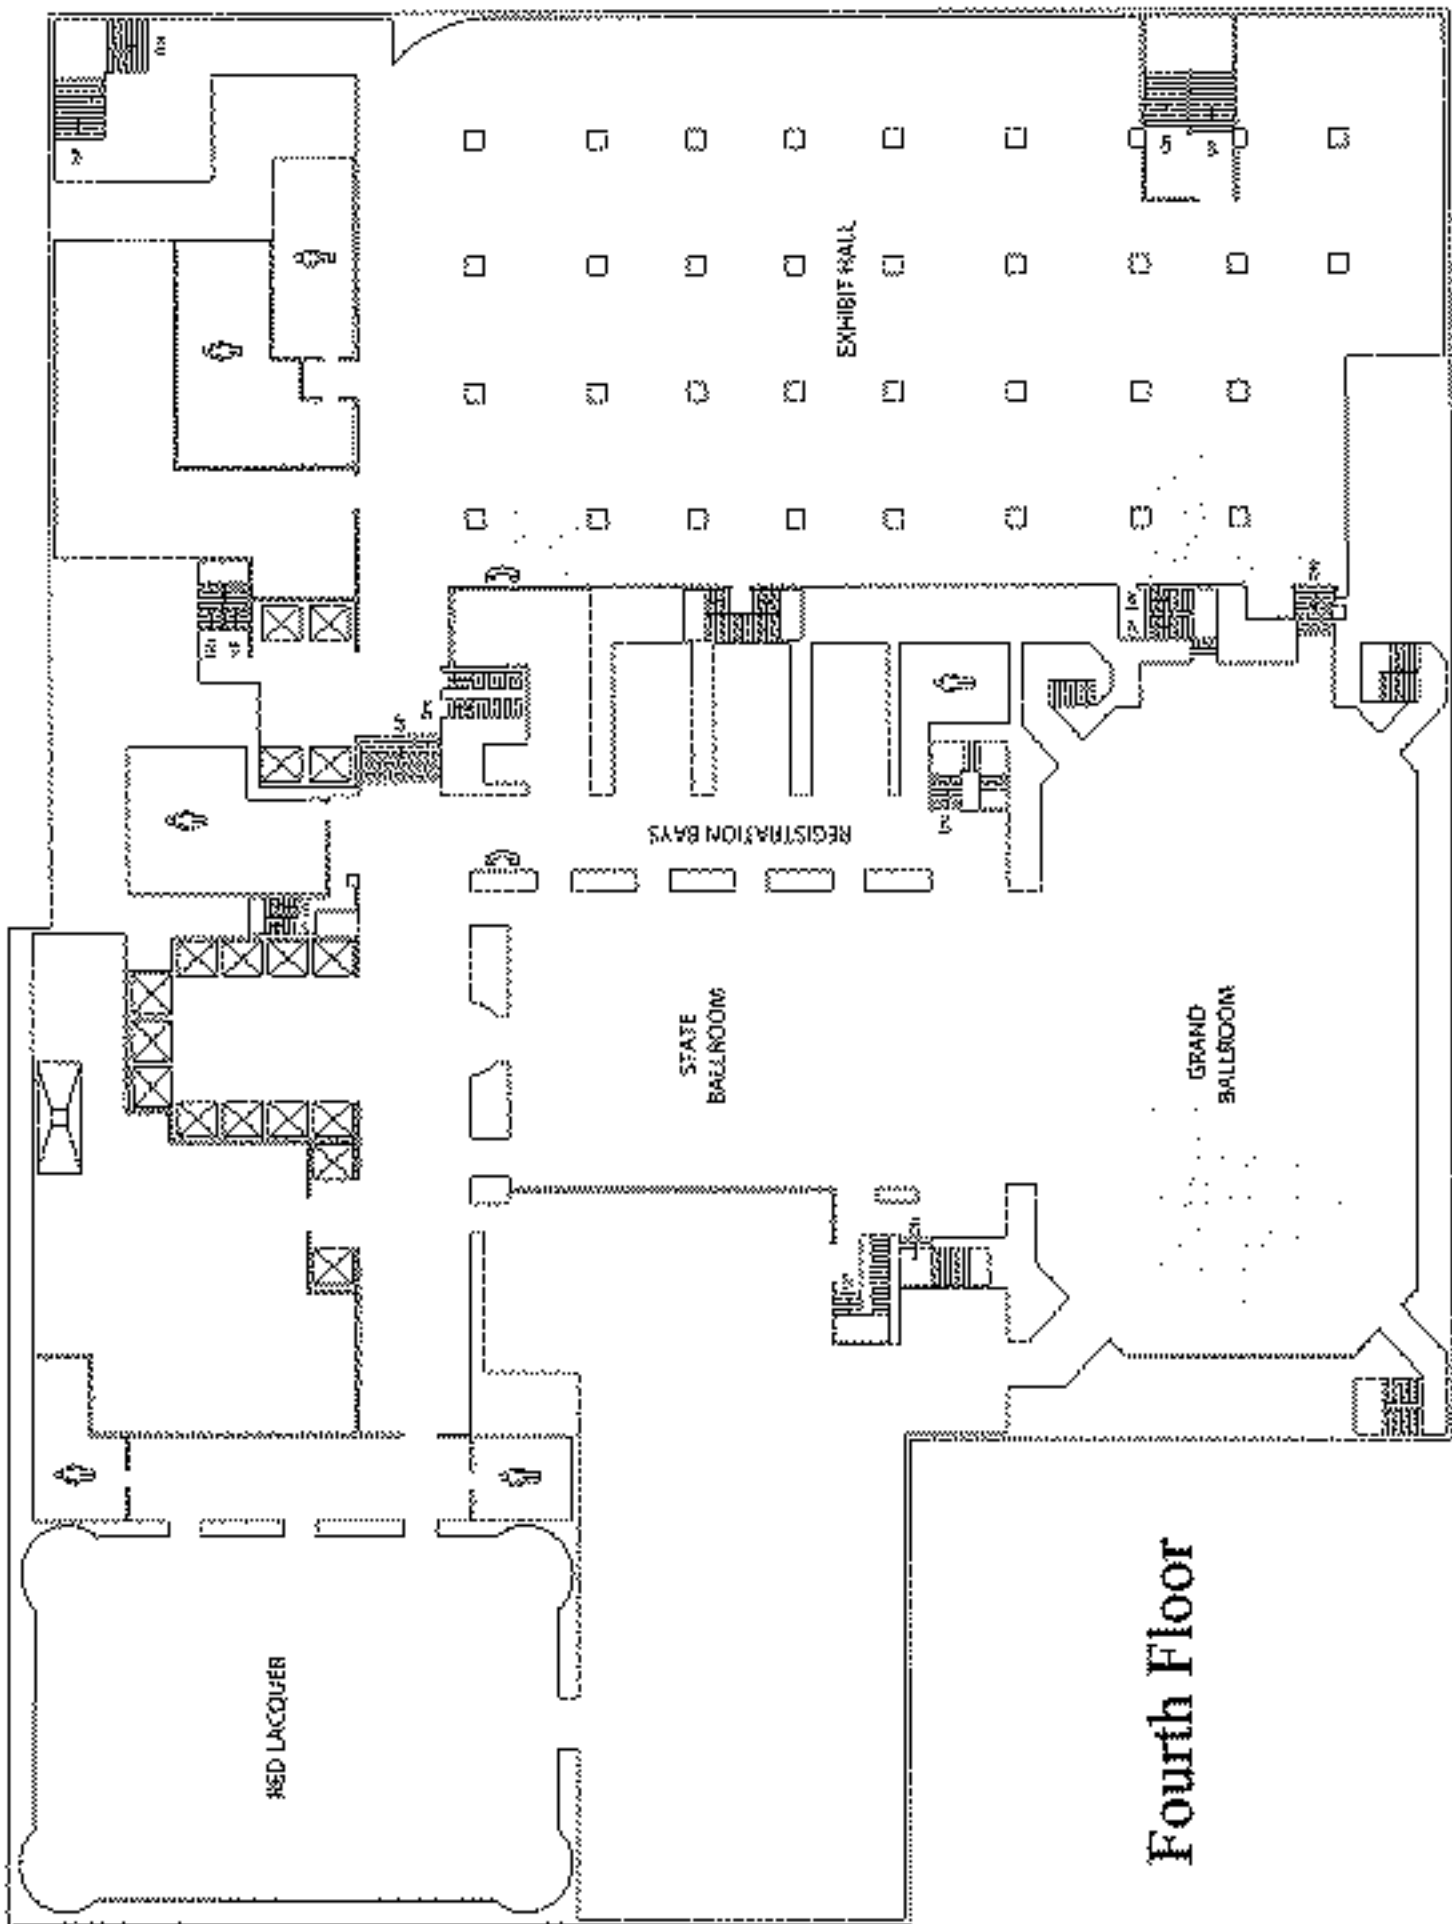 EXHIBIT HALL
REGISTRATION BAYS
STATE
BALLROOM
GRAND
BALLROOM
RED LACQUER
Fourth Floor